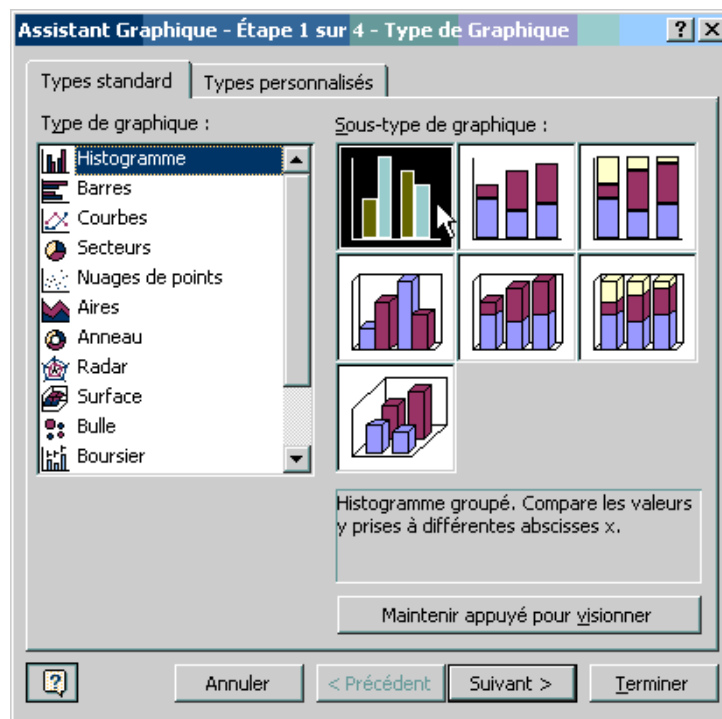 Assistant Graphique - Étape 1 sur 4 - Type de Graphique
Types standard
Types personnalisés
Type de graphique :
Histogramme
Barres
Courbes
Secteurs
Nuages de points
Aires
Anneau
Radar
Surface
Bulle
Boursier
Sous-type de graphique :
Histogramme groupé. Compare les valeurs
y prises à différentes abscisses x.
Maintenir appuyé pour visionner
Annuler
< Précédent
Suivant >
Terminer